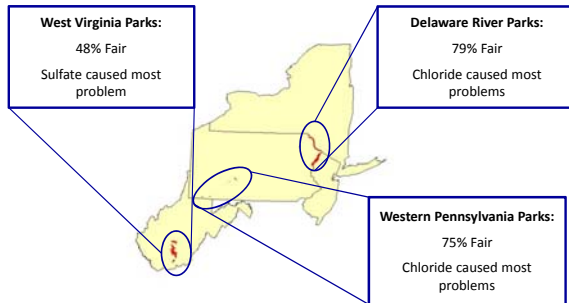 West Virginia Parks:
48% Fair
Sulfate caused most
problem
Delaware River Parks:
79% Fair
Chloride caused most
problems
Western Pennsylvania Parks:
75% Fair
Chloride caused most
problems